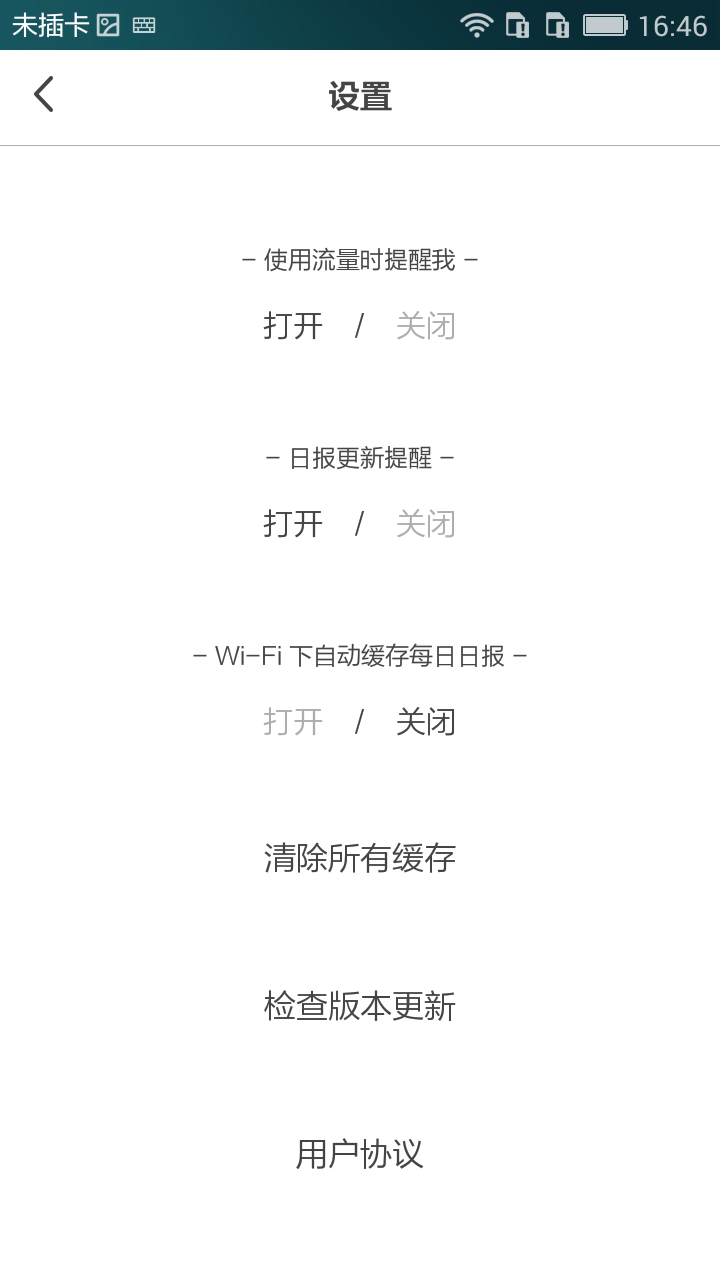 未插卡 16:46
设置
- 使用流量时提醒我 -
打开 / 关闭
- 日报更新提醒 -
打开 / 关闭
- Wi-Fi 下自动缓存每日日报 -
打开 / 关闭
清除所有缓存
检查版本更新
用户协议